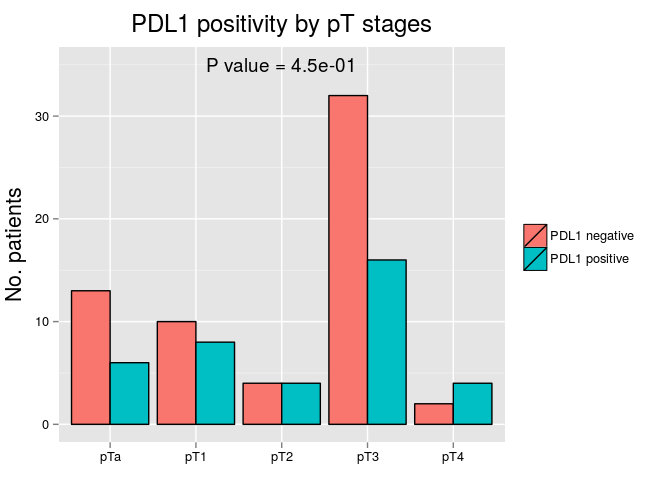 PDL1 positivity by pT stages
P value = 4.5e-01
No. patients
30
20
10
0
pTa pT1 pT2 pT3 pT4
PDL1 negative
PDL1 positive